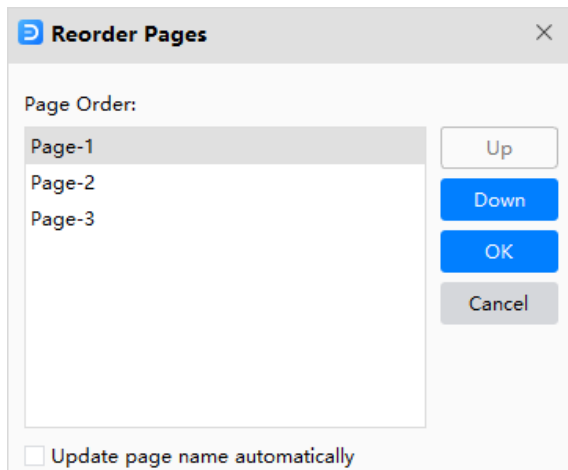 Reorder Pages
Page Order:
Page-1
Page-2
Page-3
Up
Down
OK
Cancel
Update page name automatically